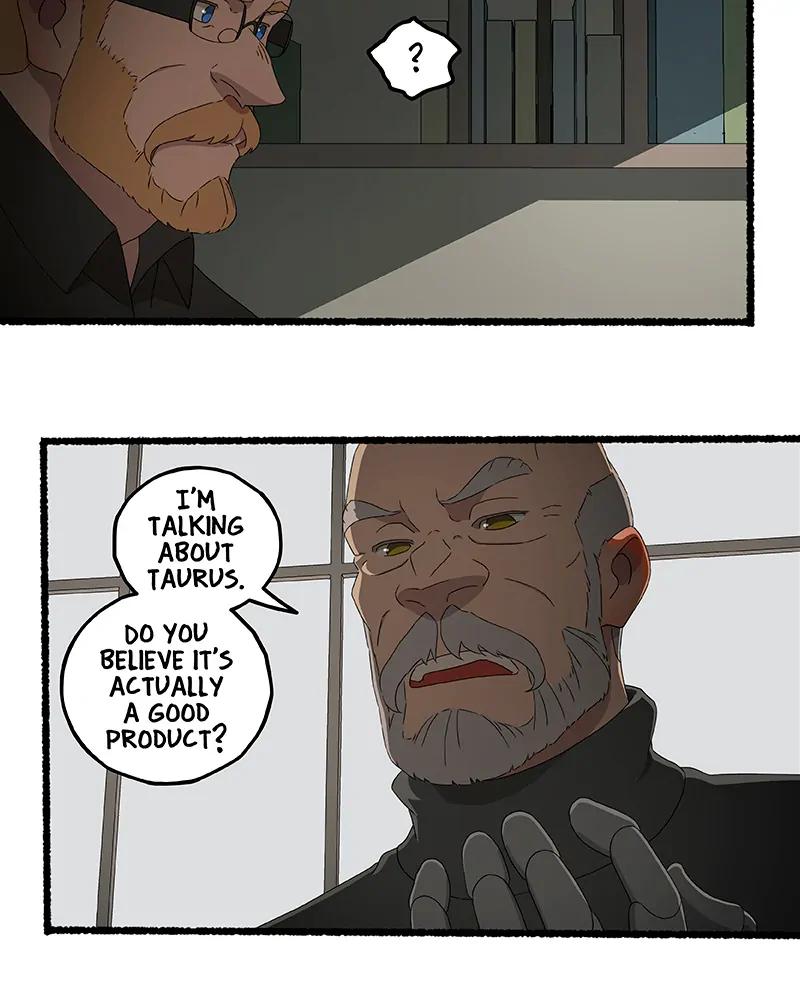 ?
I'M
TALKING
ABOUT
TAURUS.
DO YOU
BELIEVE IT'S
ACTUALLY
A GOOD
PRODUCT?